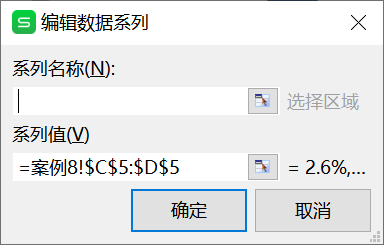 编辑数据系列
系列名称(N):
选择区域
系列值(V)
=案例8!$C$5:$D$5 = 2.6%,...
确定 取消